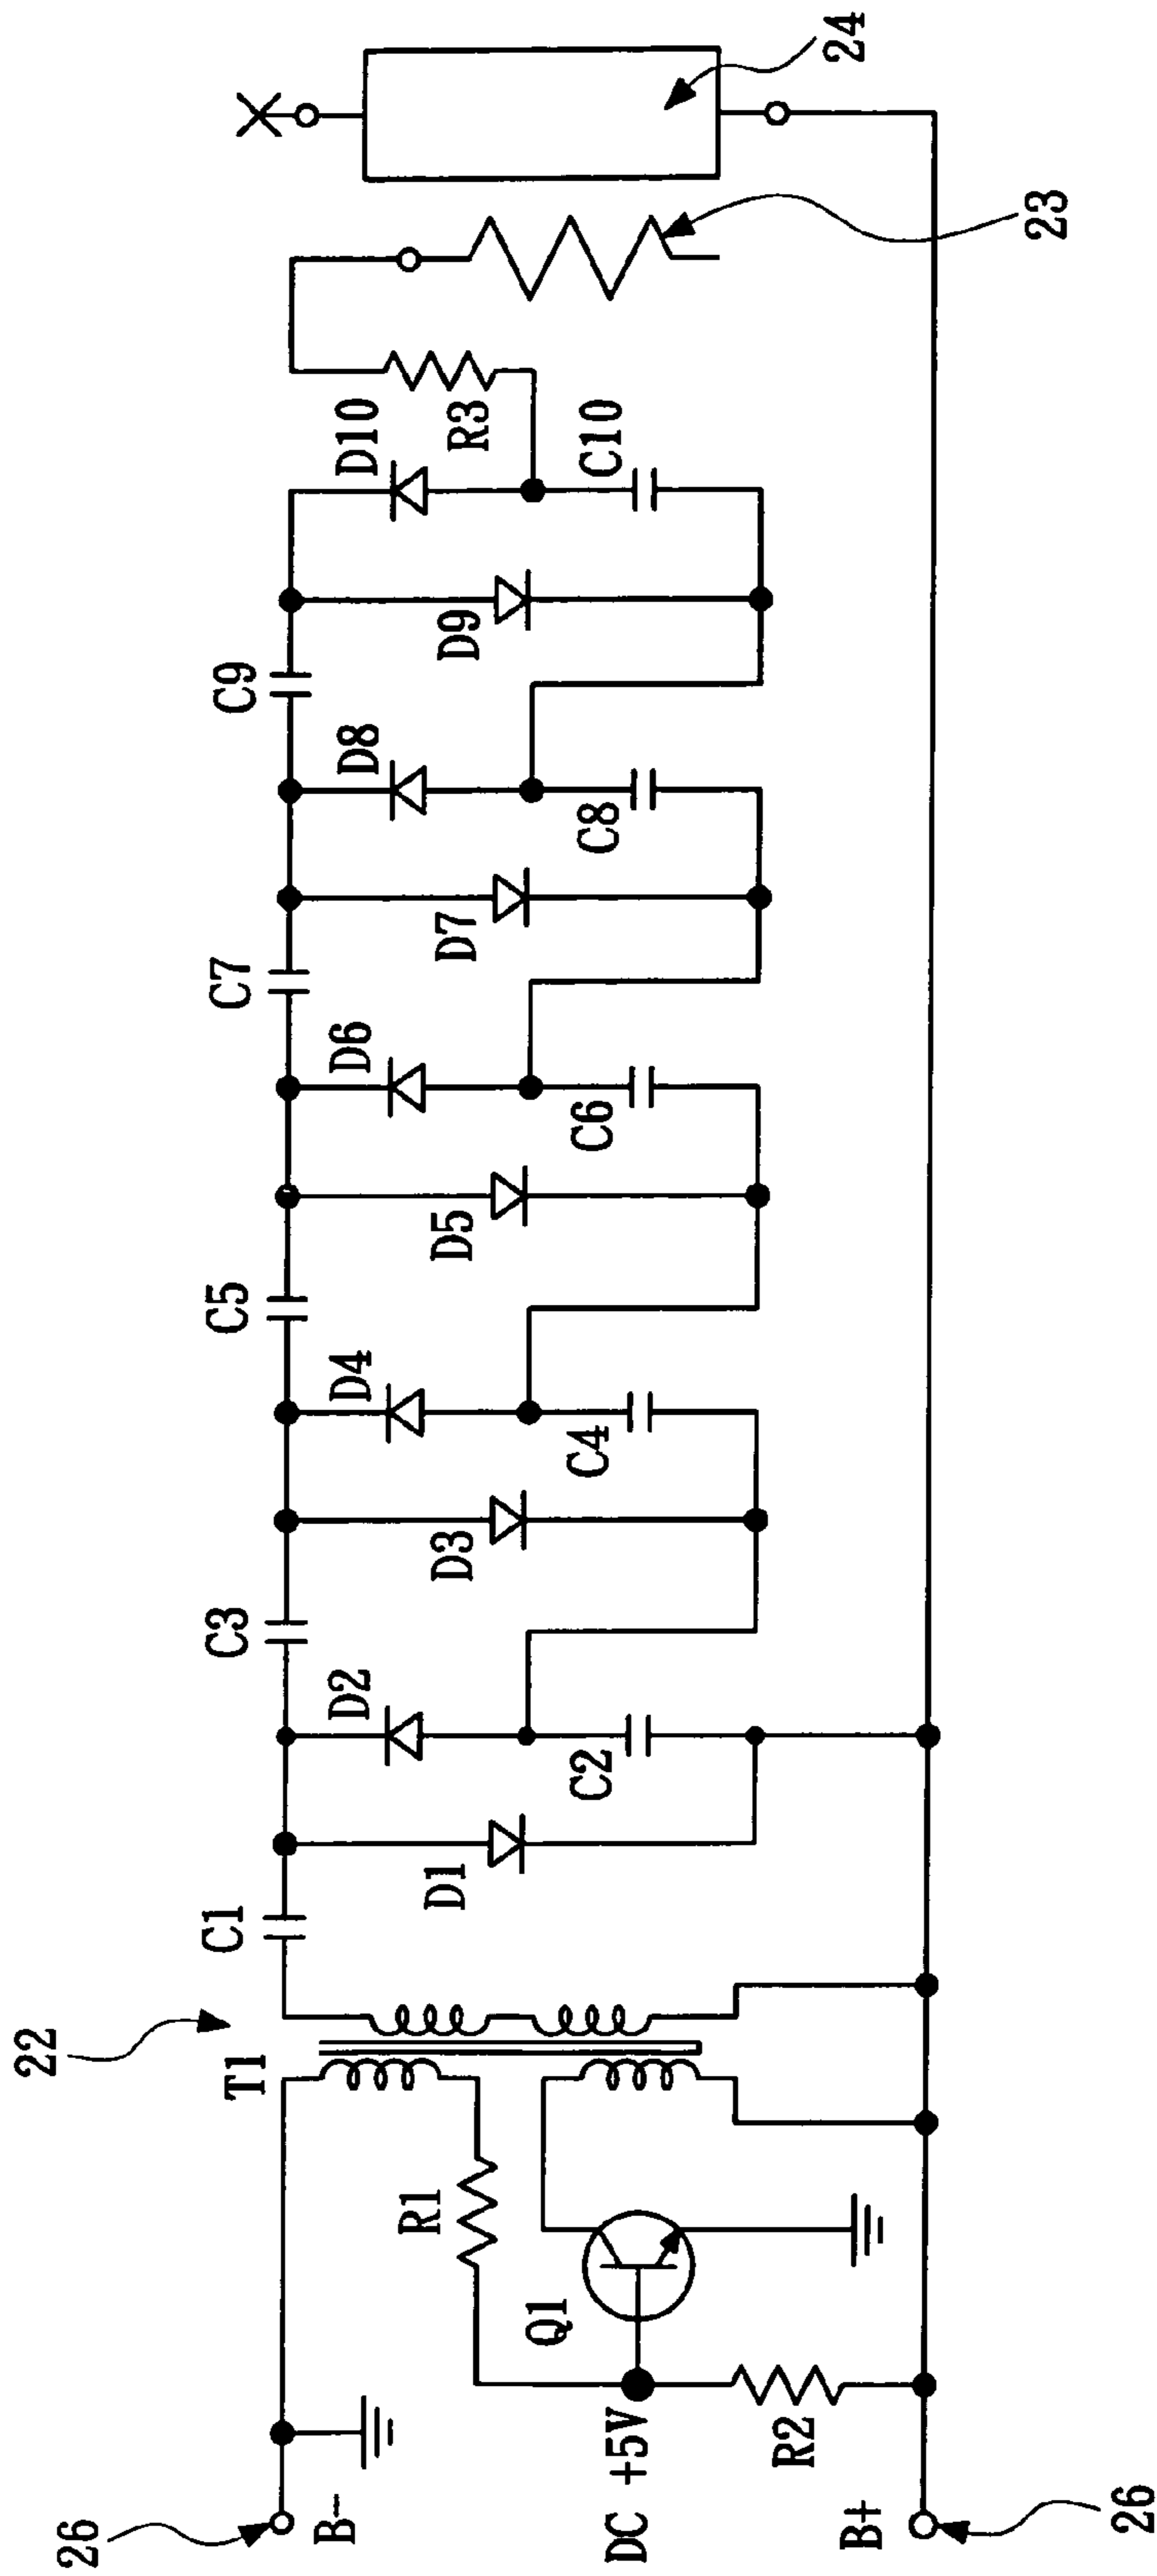 26
B-
T1
22
C1
C3
C5
C7
C9
D2
D4
D6
D8
D10
R1
D1
D3
D5
D7
D9
R3
Q1
C2
C4
C6
C8
C10
DC +5V
R2
B+
26
23
24